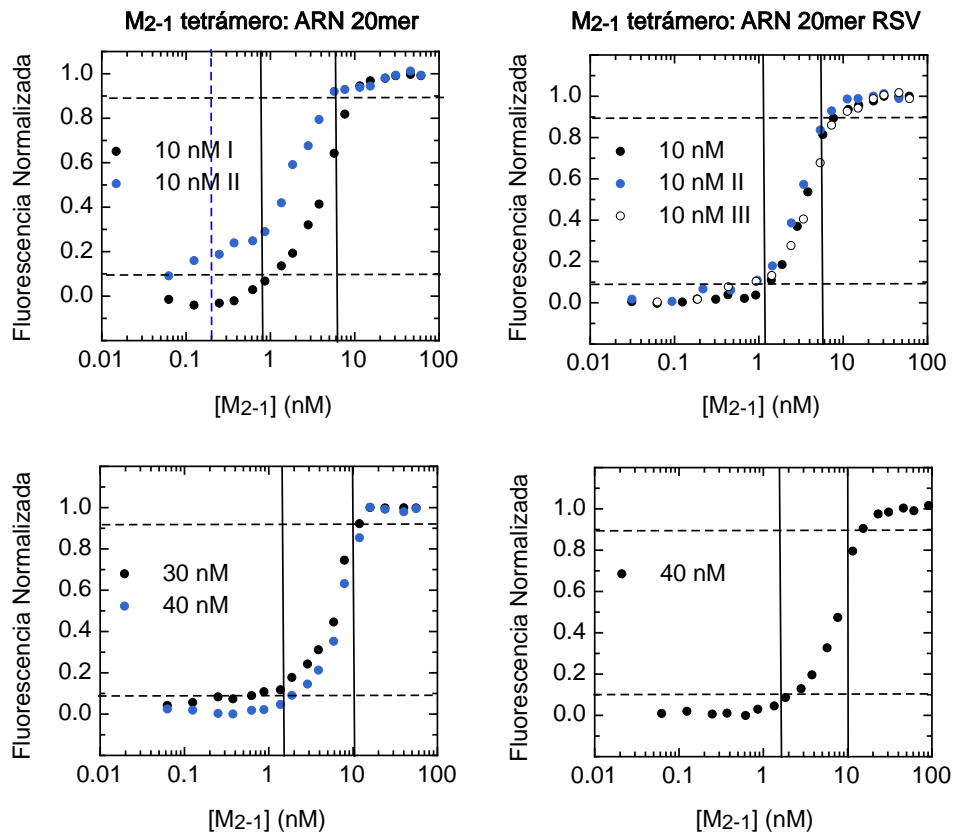 M2-1 tetrámero: ARN 20mer
M2-1 tetrámero: ARN 20mer RSV
Fluorescencia Normalizada
1.0
0.8
0.6
0.4
0.2
0.0
10 nM I
10 nM II
0.01 0.1 1 10 100
[M2-1] (nM)
Fluorescencia Normalizada
1.0
0.8
0.6
0.4
0.2
0.0
10 nM
10 nM II
10 nM III
0.01 0.1 1 10 100
[M2-1] (nM)
Fluorescencia Normalizada
1.0
0.8
0.6
0.4
0.2
0.0
30 nM
40 nM
0.01 0.1 1 10 100
[M2-1] (nM)
Fluorescencia Normalizada
1.0
0.8
0.6
0.4
0.2
0.0
40 nM
0.01 0.1 1 10 100
[M2-1] (nM)